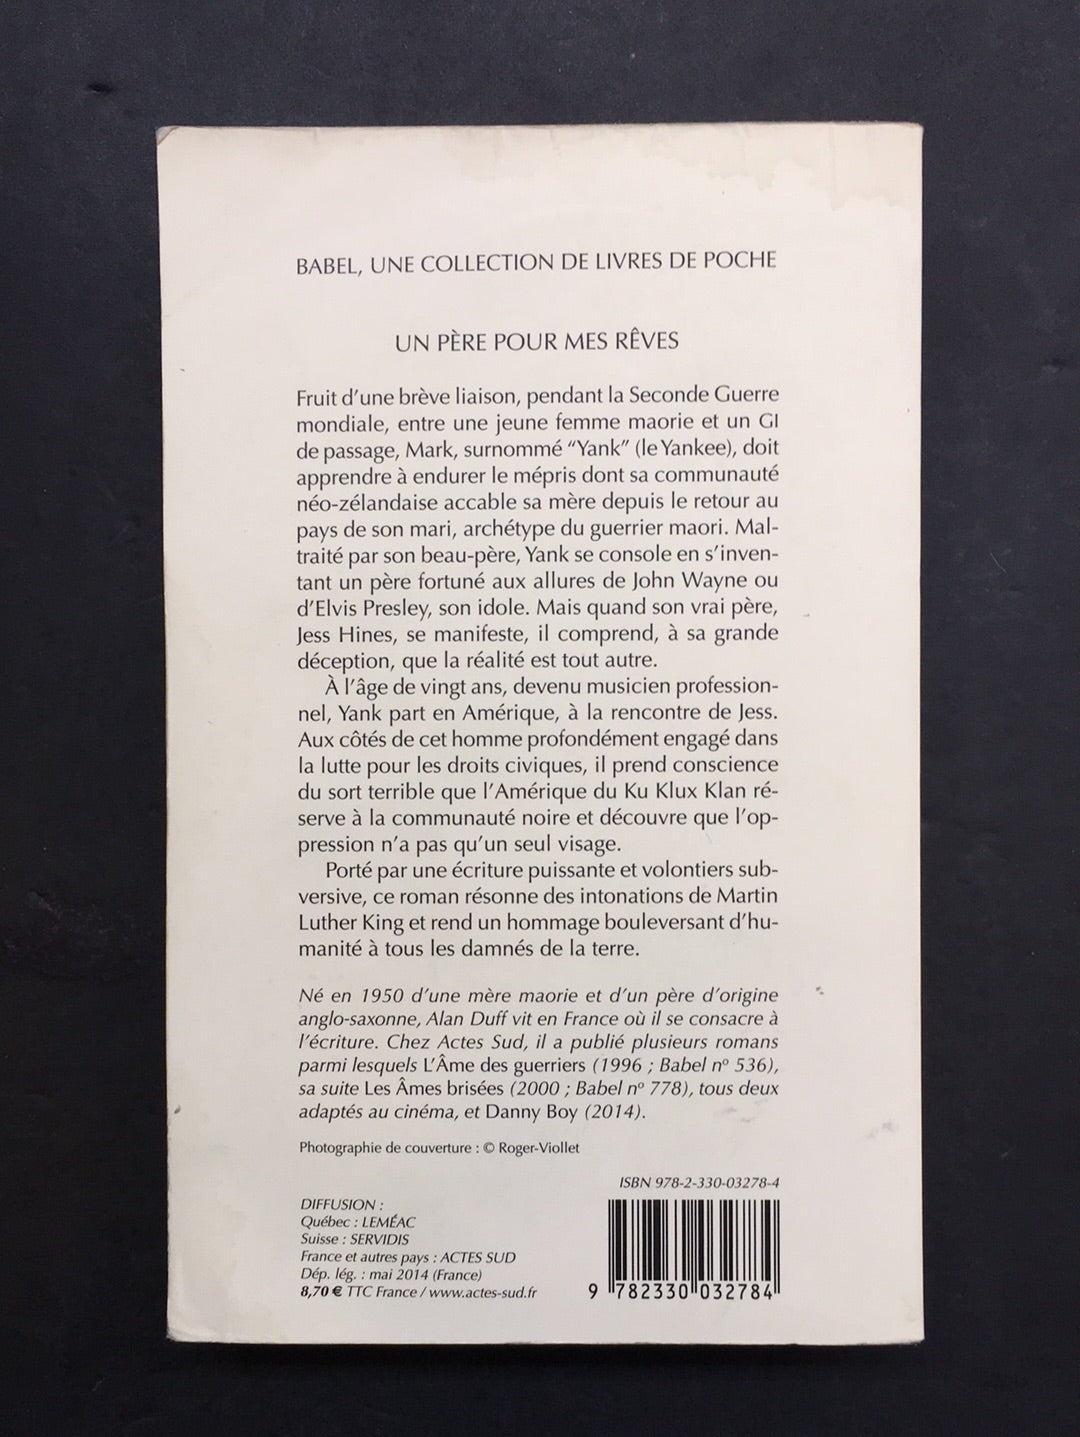 BABEL, UNE COLLECTION DE LIVRES DE POCHE
UN PÈRE POUR MES RÊVES
Fruit d'une brève liaison, pendant la Seconde Guerre
mondiale, entre une jeune femme maorie et un GI
de passage, Mark, surnommé "Yank" (le Yankee), doit
apprendre à endurer le mépris dont sa communauté
néo-zélandaise accable sa mère depuis le retour au
pays de son mari, archétype du guerrier maori. Mal-
traité par son beau-père, Yank se console en s'inven-
tant un père fortuné aux allures de John Wayne ou
d'Elvis Presley, son idole. Mais quand son vrai père,
Jess Hines, se manifeste, il comprend, à sa grande
déception, que la réalité est tout autre.
À l'âge de vingt ans, devenu musicien profession-
nel, Yank part en Amérique, à la rencontre de Jess.
Aux côtés de cet homme profondément engagé dans
la lutte pour les droits civiques, il prend conscience
du sort terrible que l'Amérique du Ku Klux Klan ré-
serve à la communauté noire et découvre que l'op-
pression n'a pas qu'un seul visage.
Porté par une écriture puissante et volontiers sub-
versive, ce roman résonne des intonations de Martin
Luther King et rend un hommage bouleversant d'hu-
manité à tous les damnés de la terre.
Né en 1950 d'une mère maorie et d'un père d'origine
anglo-saxonne, Alan Duff vit en France où il se consacre à
l'écriture. Chez Actes Sud, il a publié plusieurs romans
parmi lesquels L'Âme des guerriers (1996 ; Babel nº 536),
sa suite Les Âmes brisées (2000 ; Babel nº 778), tous deux
adaptés au cinéma, et Danny Boy (2014).
Photographie de couverture : © Roger-Viollet
ISBN 978-2-330-03278-4
DIFFUSION :
Québec : LEMÉAC
Suisse : SERVIDIS
France et autres pays : ACTES SUD
Dép. lég. : mai 2014 (France)
8,70 € TTC France / www.actes-sud.fr
9 782330 032784